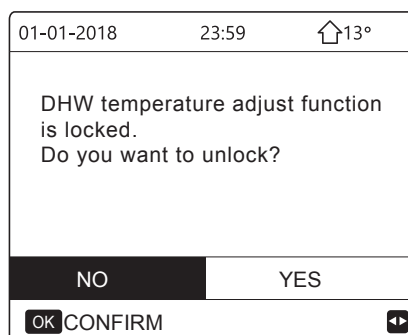 01-01-2018 23:59 13°
DHW temperature adjust function
is locked.
Do you want to unlock?
NO YES
OK CONFIRM